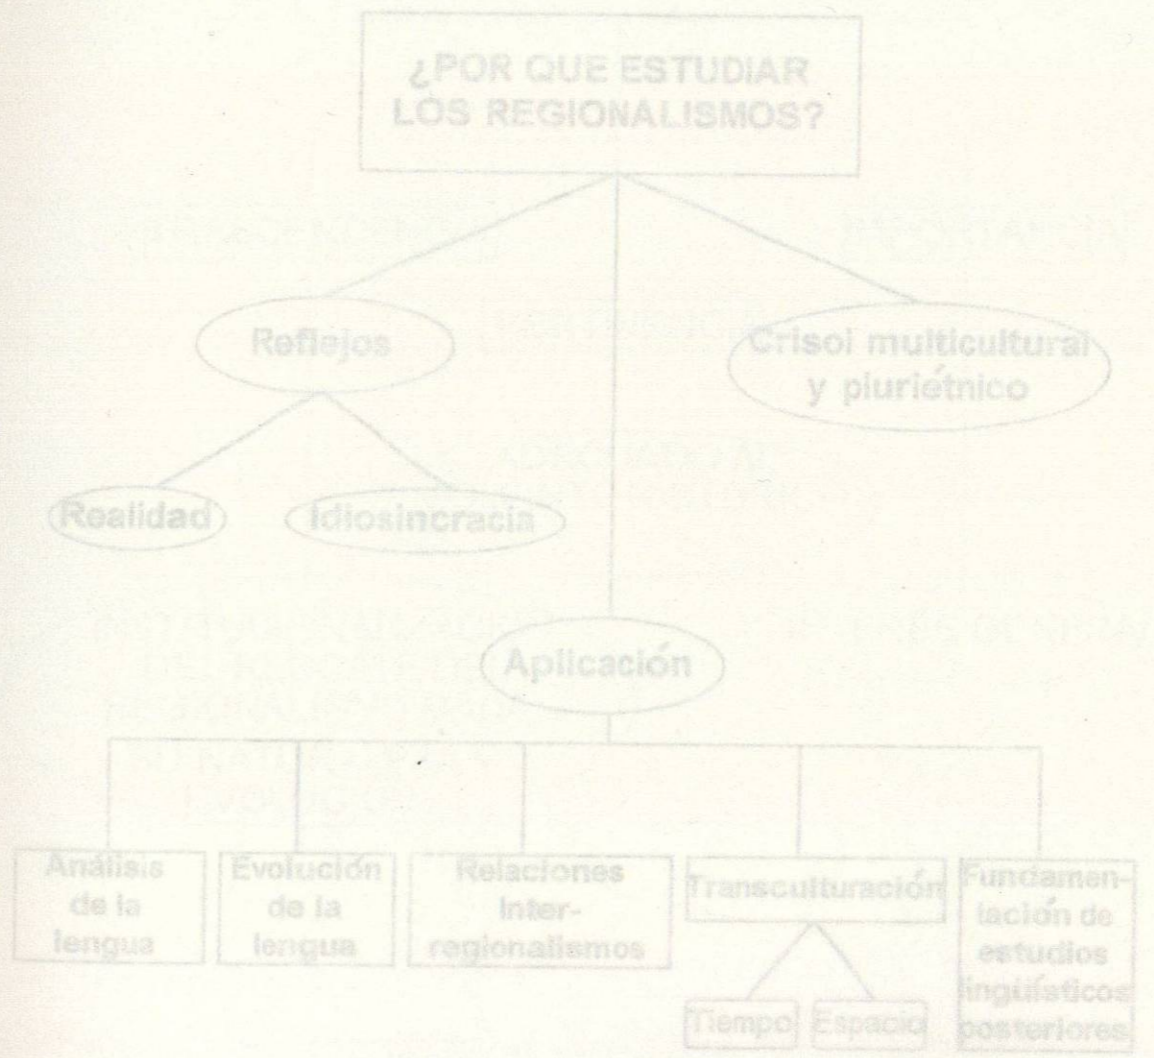 ¿POR QUE ESTUDIAR
LOS REGIONALISMOS?
Reflejos
Crisol multicultural
y pluriétnico
Realidad
Idiosincracia
Aplicación
Análisis
de la
lengua
Evolución
de la
lengua
Relaciones
Inter-
regionalismos
Transculturación
Tiempo
Espacio
Fundamen-
tación de
estudios
lingüísticos
posteriores